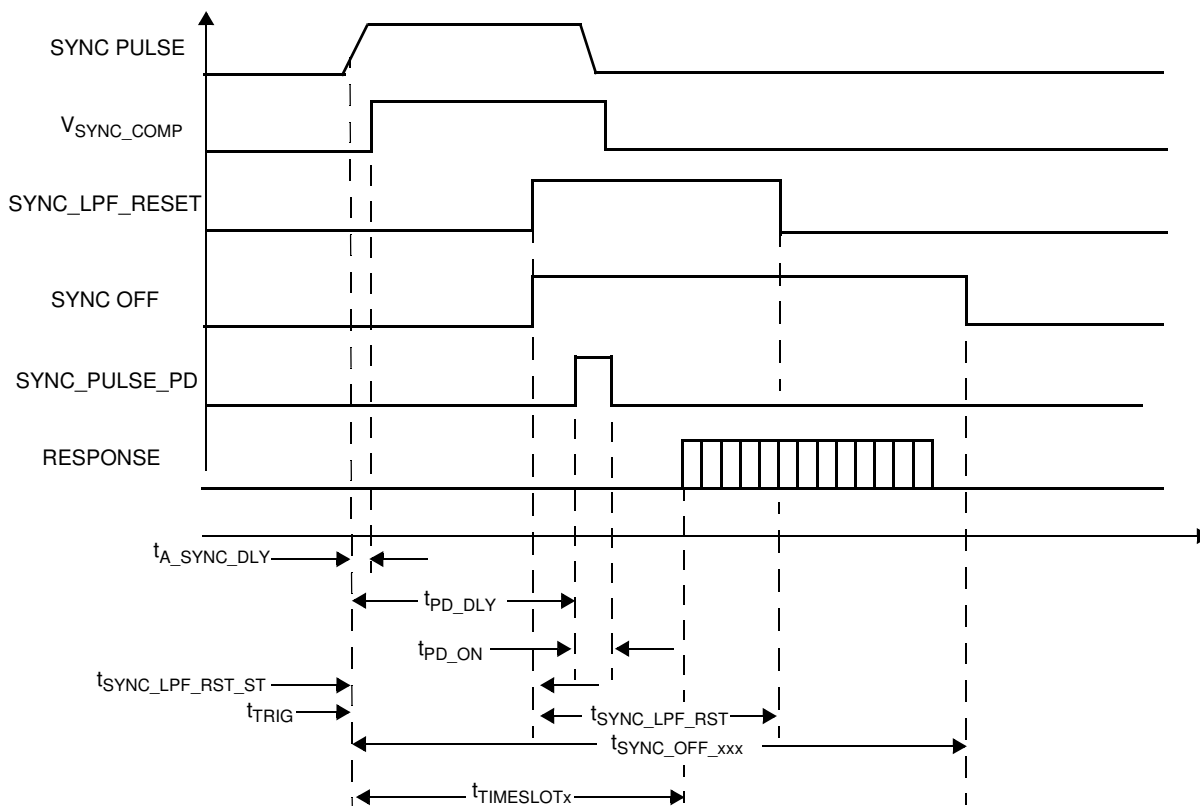 SYNC PULSE
VSYNC_COMP
SYNC_LPF_RESET
SYNC OFF
SYNC_PULSE_PD
RESPONSE
tA_SYNC_DLY
tPD_DLY
tPD_ON
tSYNC_LPF_RST_ST
tTRIG
tSYNC_LPF_RST
tSYNC_OFF_xxx
tTIMESLOTx